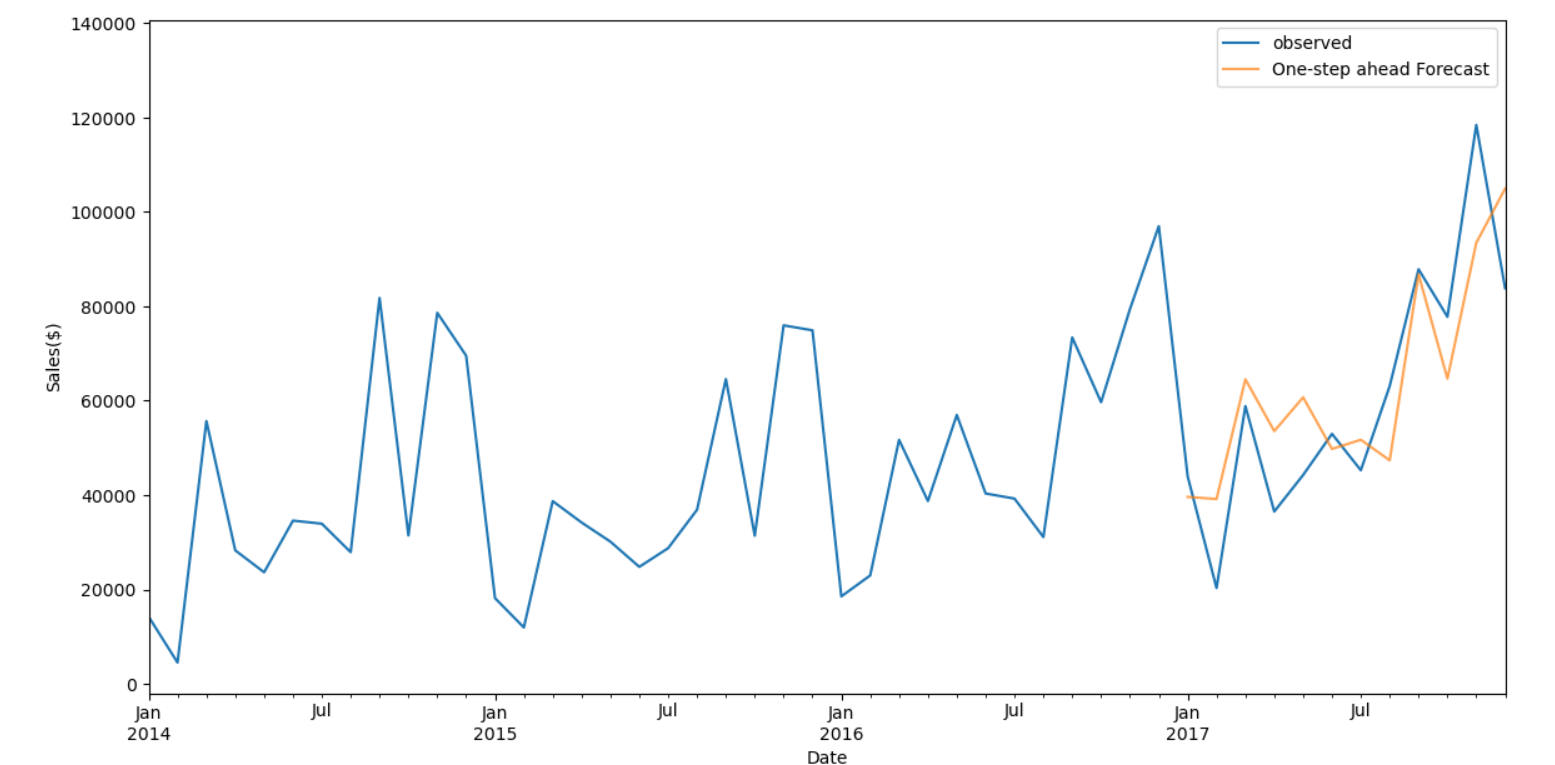 140000
120000
100000
80000
60000
40000
20000
0
Sales($)
observed
One-step ahead Forecast
Jan Jul Jan Jul Jan Jul Jan Jul
2014 2015 2016 2017
Date